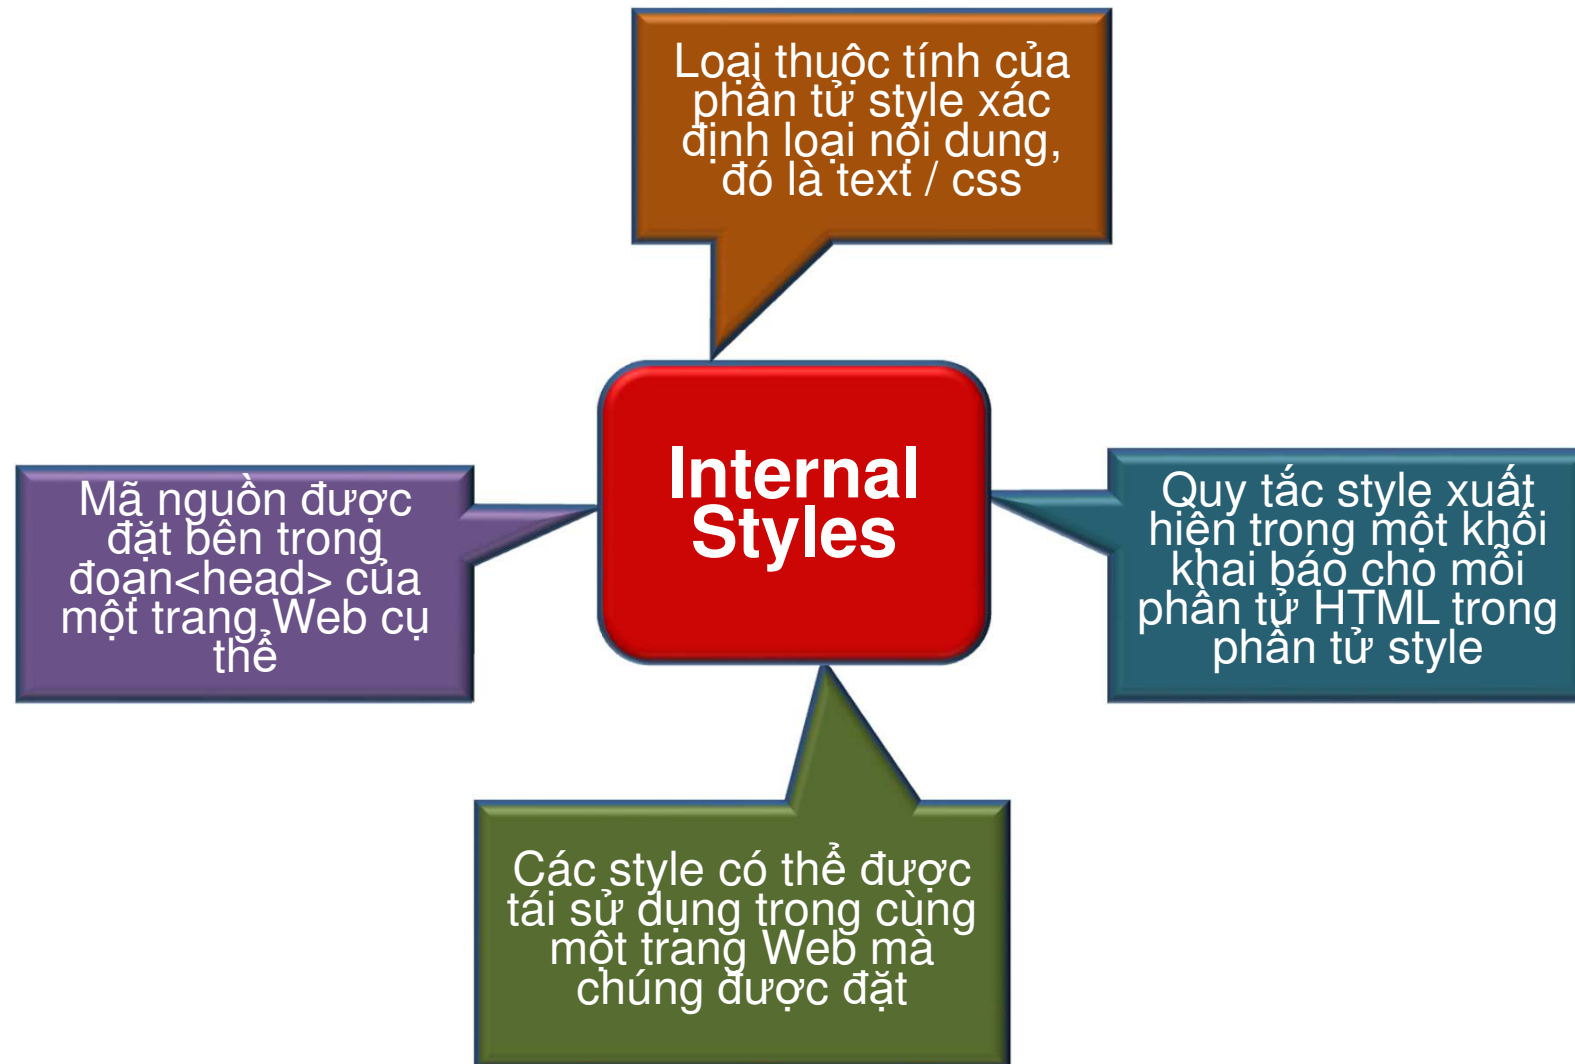 Loại thuộc tính của
phần tử style xác
định loại nội dung,
đó là text / css
Internal
Styles
Mã nguồn được
đặt bên trong
đoạn<head> của
một trang Web cụ
thể
Quy tắc style xuất
hiện trong một khối
khai báo cho mỗi
phần tử HTML trong
phần tử style
Các style có thể được
tái sử dụng trong cùng
một trang Web mà
chúng được đặt